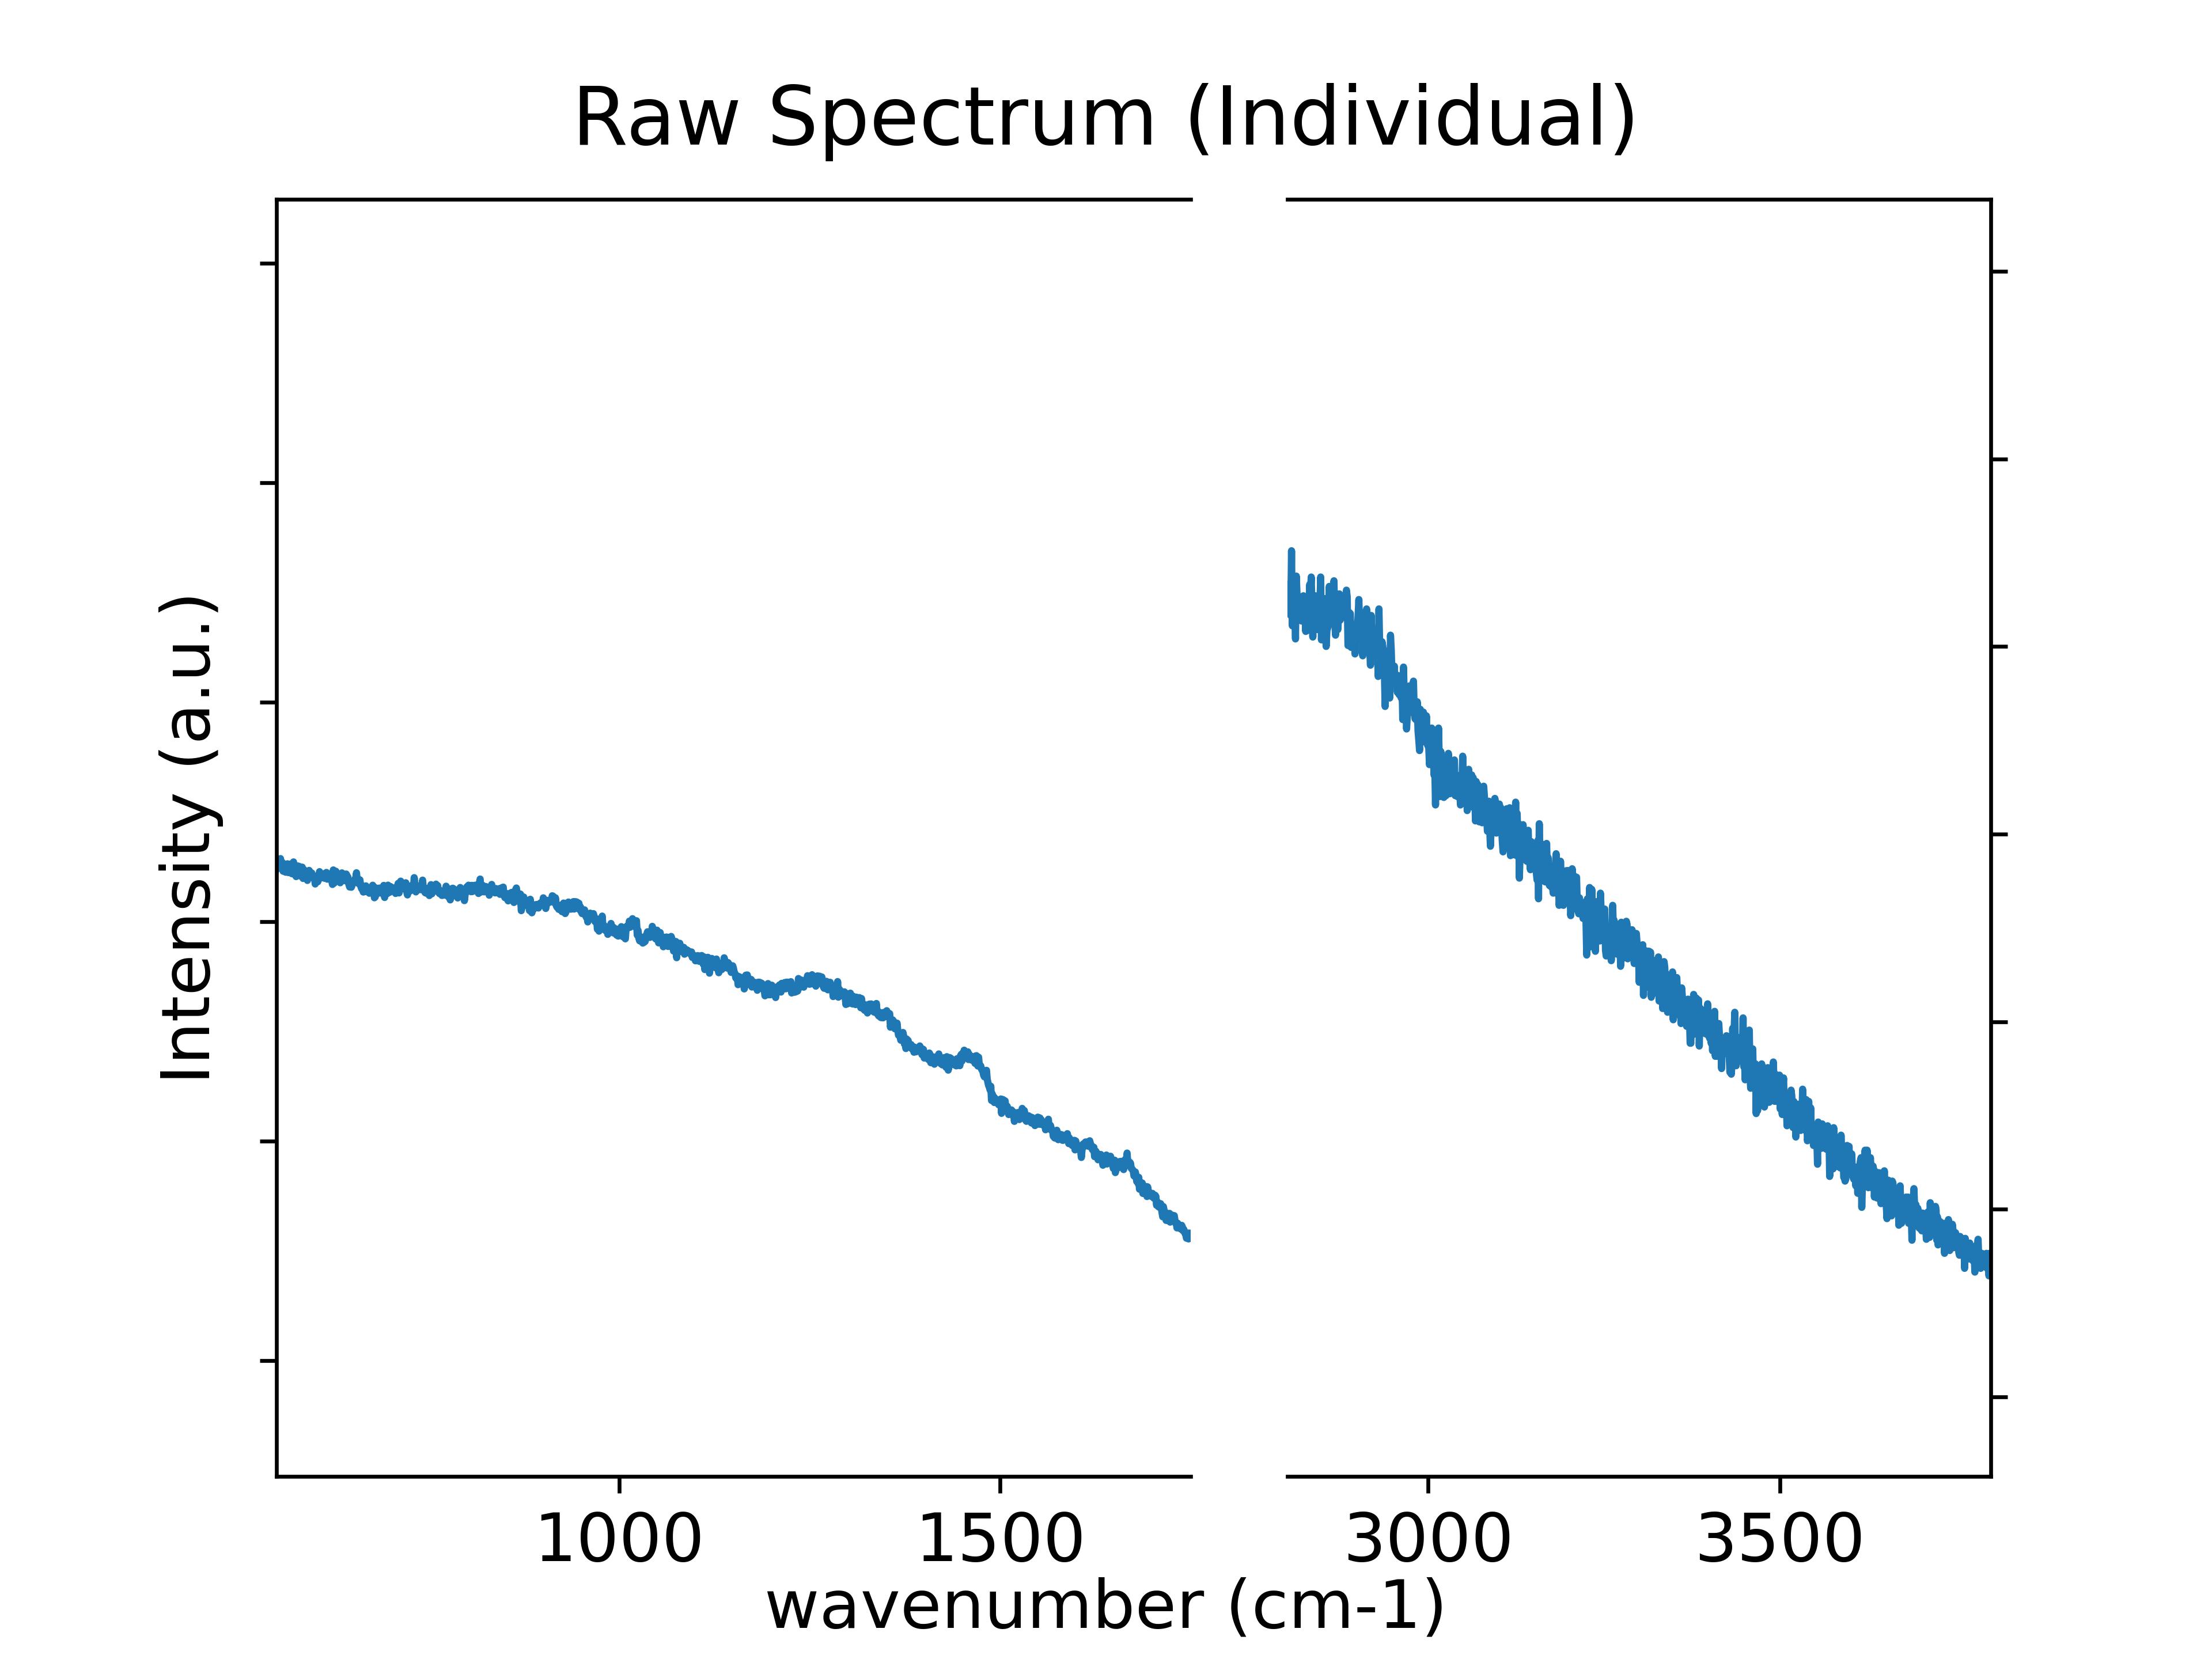 Raw Spectrum (Individual)
Intensity (a.u.)
1000 1500 3000 3500
wavenumber (cm-1)